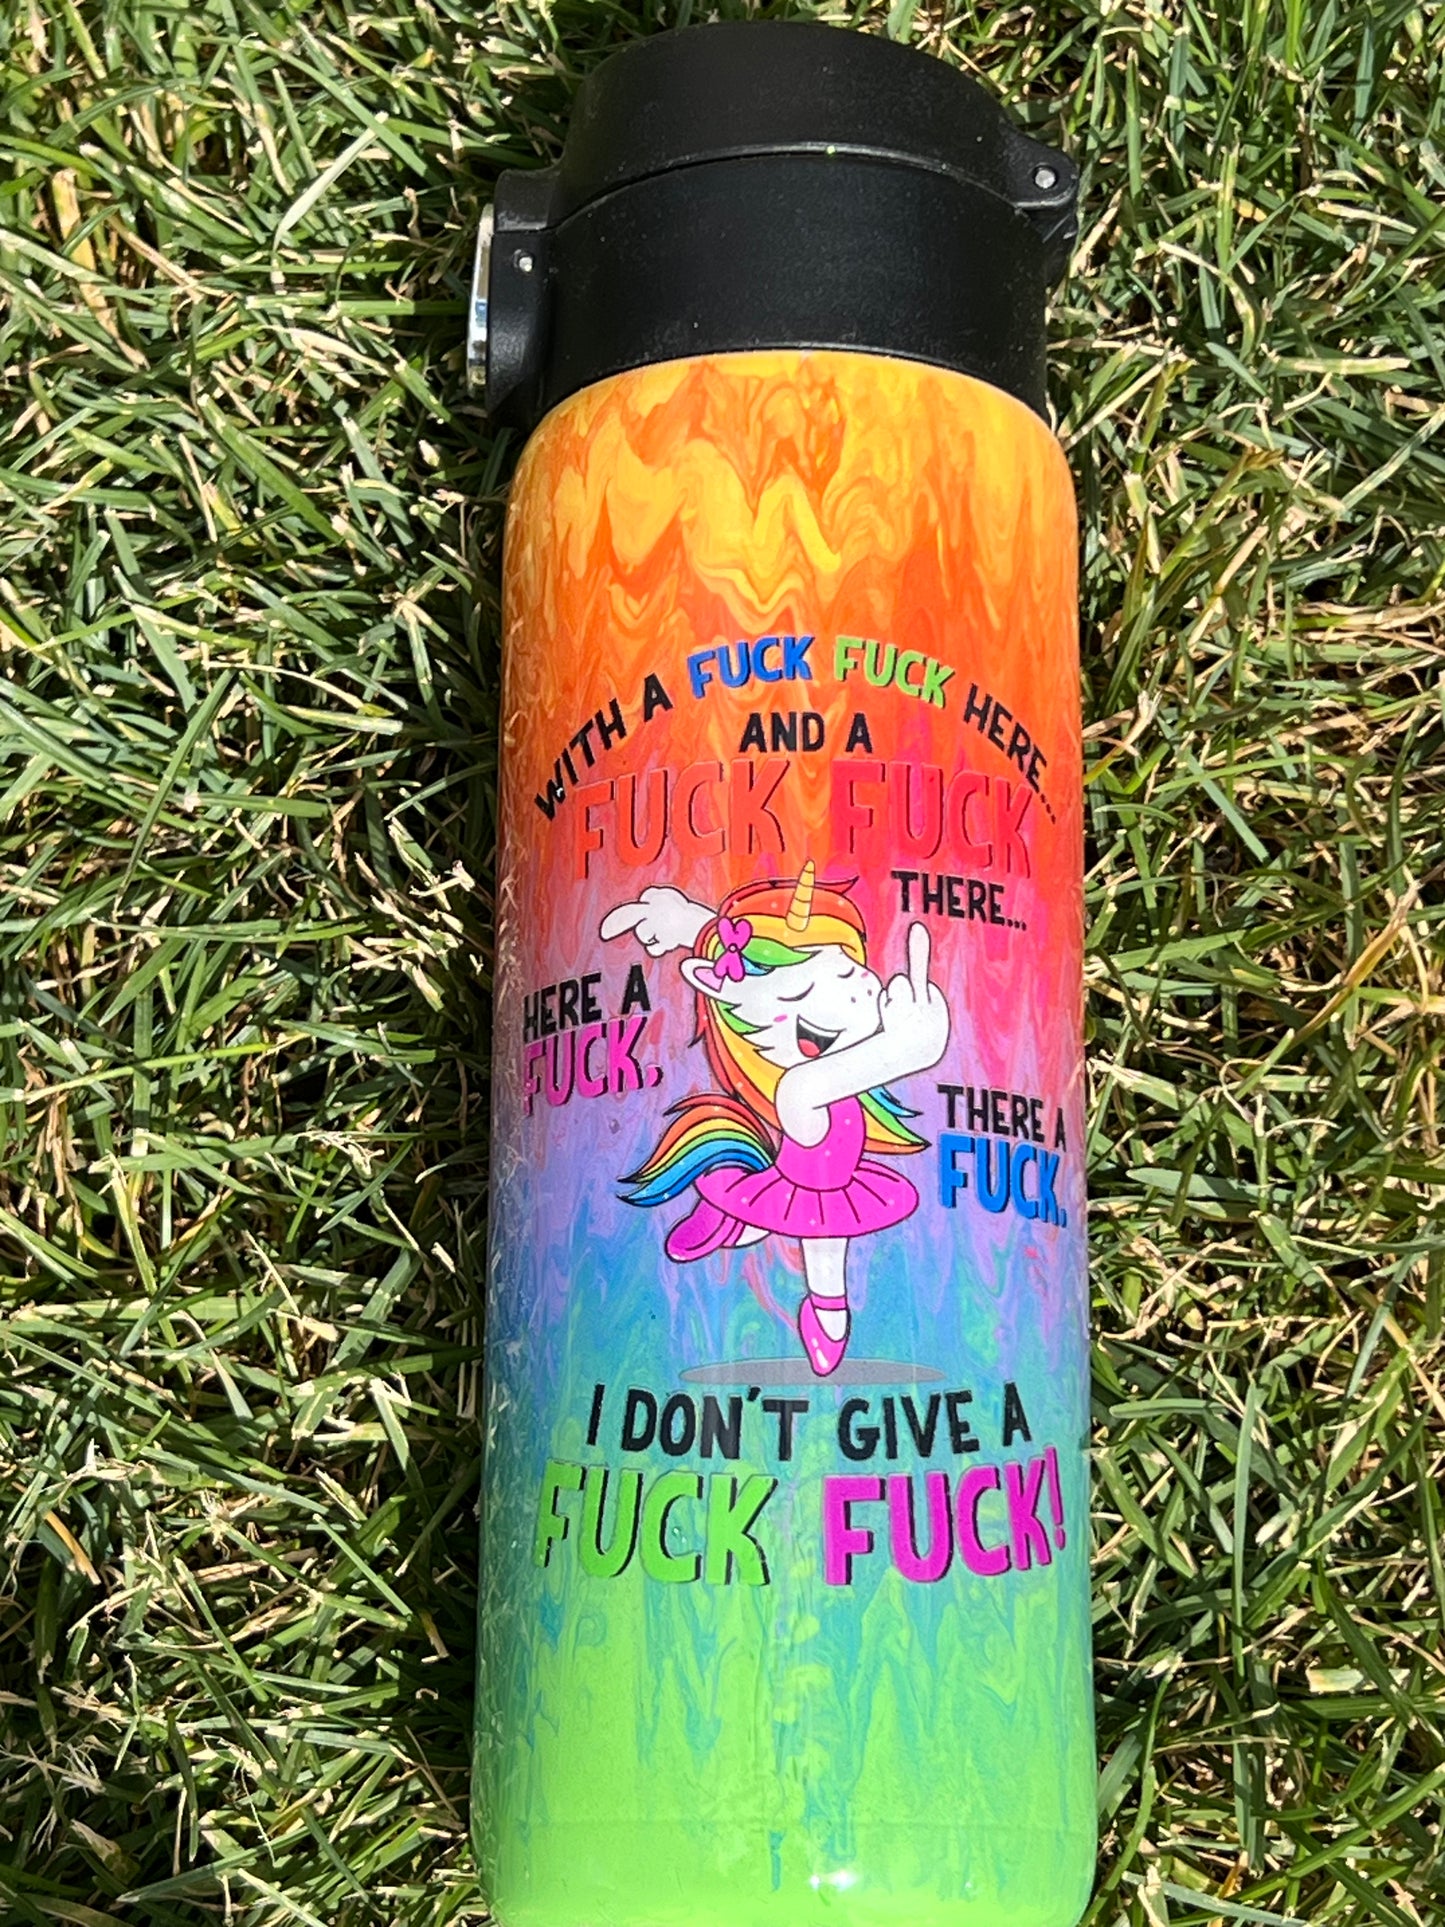 WITH A FUCK FUCK HERE...
AND A
FUCK FUCK
THERE...
HERE A
FUCK.
THERE A
FUCK.
I DON'T GIVE A
FUCK FUCK!